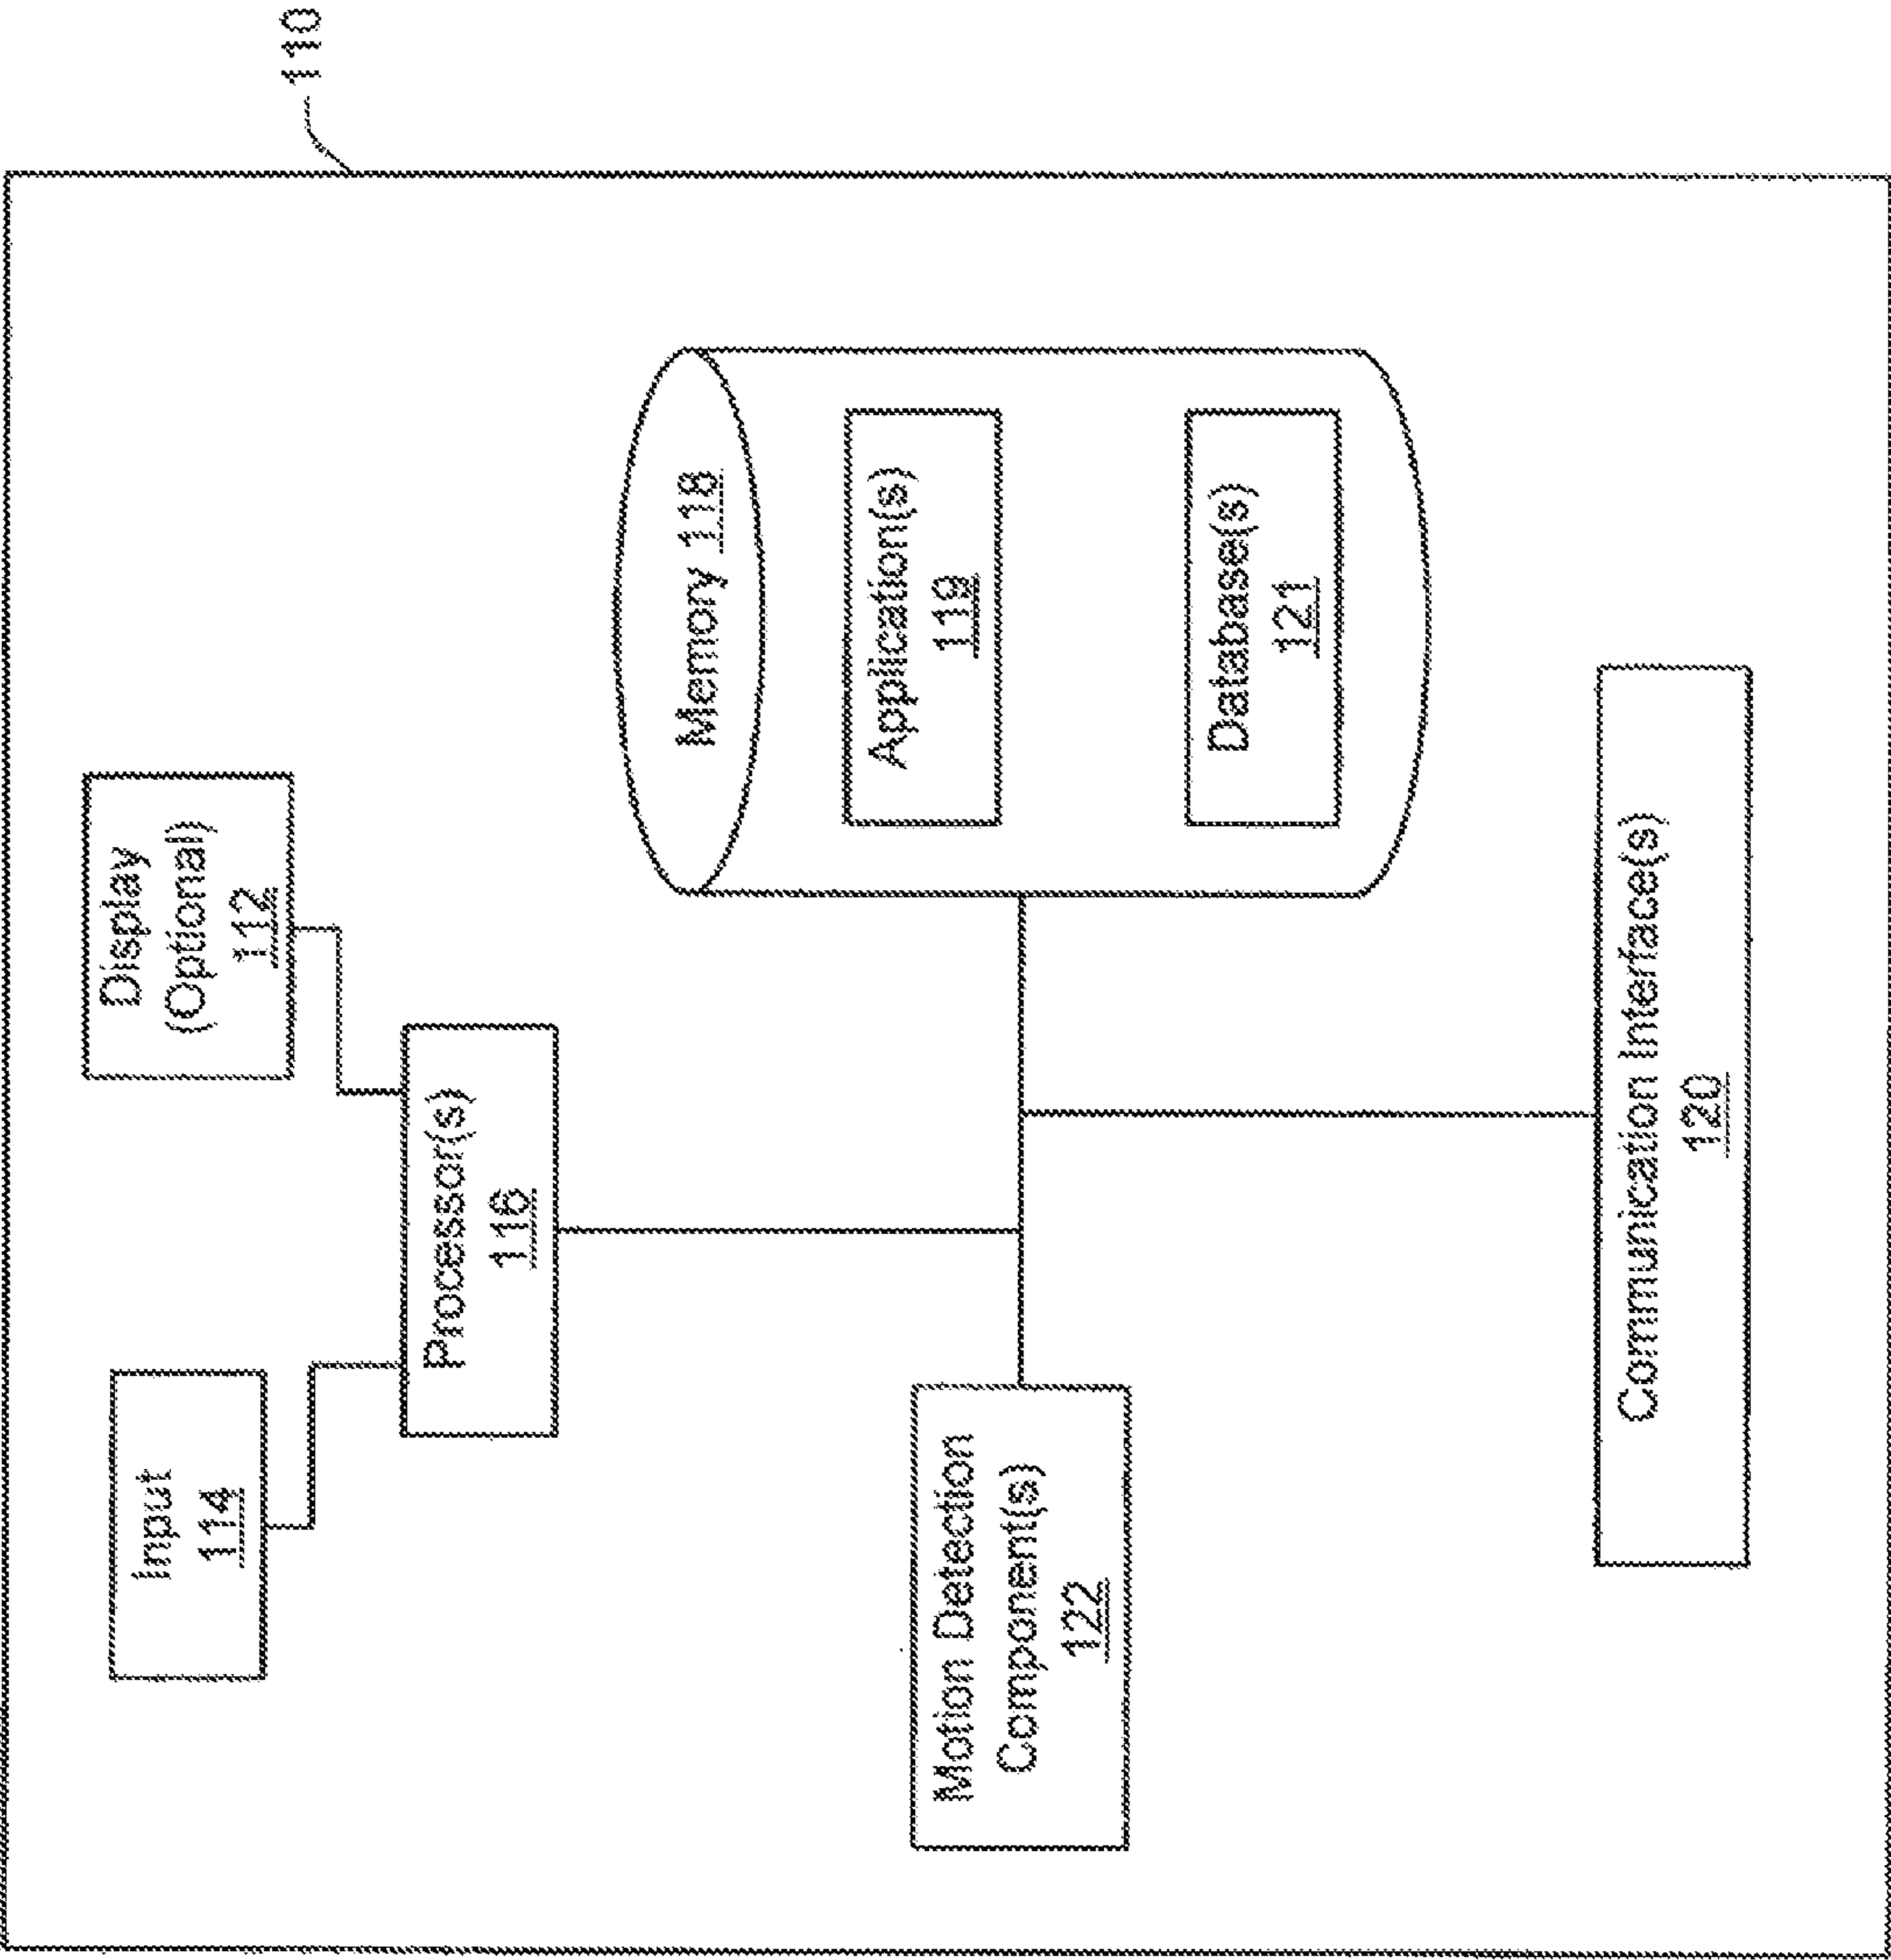 110
Input
114
Display
(Optional)
112
Processor(s)
116
Memory 118
Application(s)
119
Motion Detection
Component(s)
122
Database(s)
121
Communication Interface(s)
120